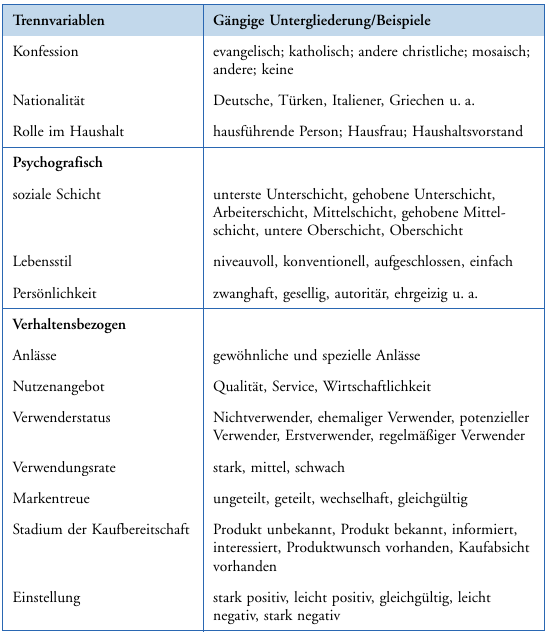 Trennvariablen Gängige Untergliederung/Beispiele
Konfession evangelisch; katholisch; andere christliche; mosaisch;
andere; keine
Nationalität Deutsche, Türken, Italiener, Griechen u. a.
Rolle im Haushalt hausführende Person; Hausfrau; Haushaltsvorstand
Psychografisch
soziale Schicht unterste Unterschicht, gehobene Unterschicht,
Arbeiterschicht, Mittelschicht, gehobene Mittel-
schicht, untere Oberschicht, Oberschicht
Lebensstil niveauvoll, konventionell, aufgeschlossen, einfach
Persönlichkeit zwanghaft, gesellig, autoritär, ehrgeizig u. a.
Verhaltensbezogen
Anlässe gewöhnliche und spezielle Anlässe
Nutzenangebot Qualität, Service, Wirtschaftlichkeit
Verwenderstatus Nichtverwender, ehemaliger Verwender, potenzieller
Verwender, Erstverwender, regelmäßiger Verwender
Verwendungsrate stark, mittel, schwach
Markentreue ungeteilt, geteilt, wechselhaft, gleichgültig
Stadium der Kaufbereitschaft Produkt unbekannt, Produkt bekannt, informiert,
interessiert, Produktwunsch vorhanden, Kaufabsicht
vorhanden
Einstellung stark positiv, leicht positiv, gleichgültig, leicht
negativ, stark negativ